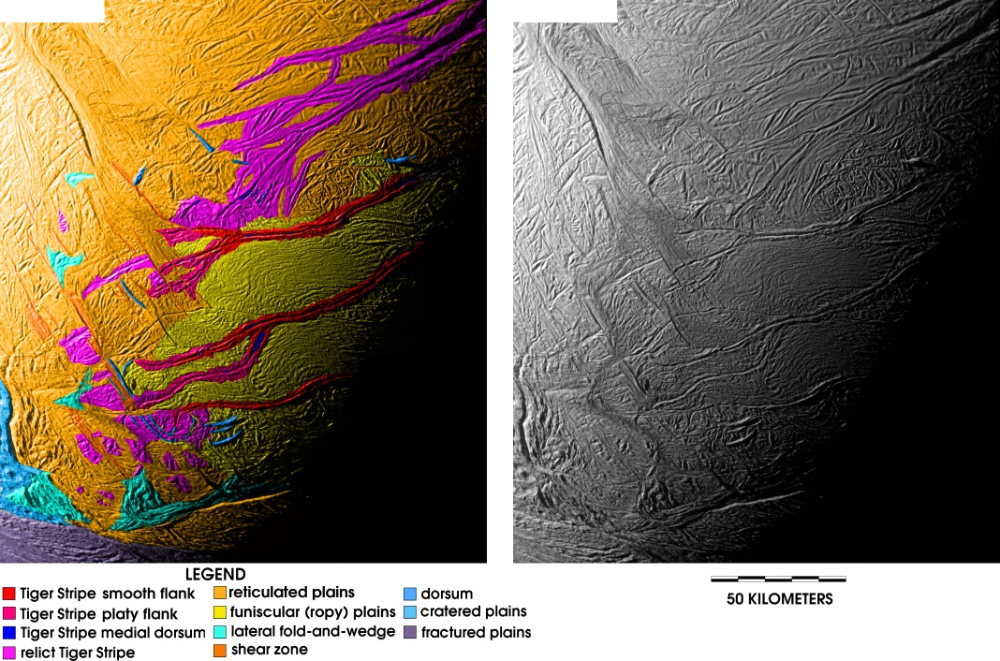 LEGEND
Tiger Stripe smooth flank
Tiger Stripe platy flank
Tiger Stripe medial dorsum
relict Tiger Stripe
reticulated plains
funiscular (ropy) plains
lateral fold-and-wedge
shear zone
dorsum
cratered plains
fractured plains
50 KILOMETERS